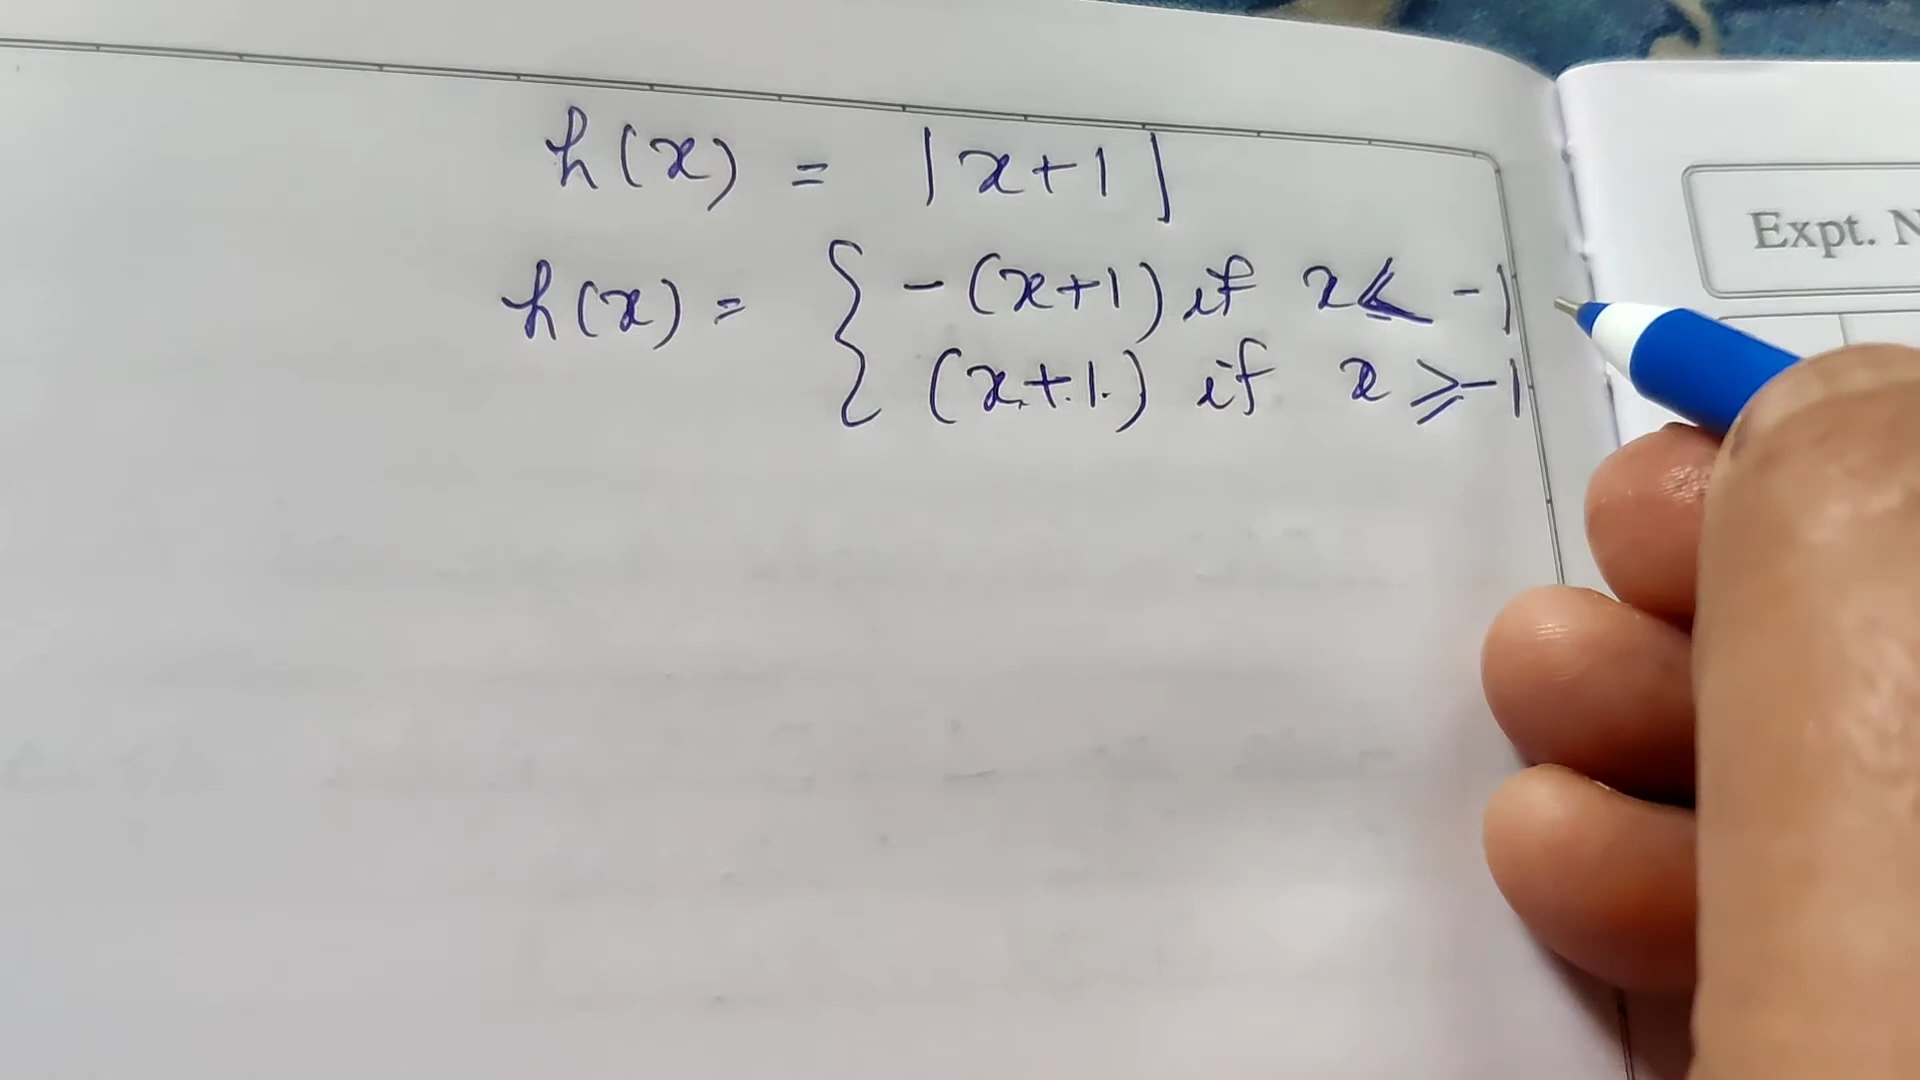 h(x) = |x+1|
h(x) = { -(x+1) if x ≤ -1
(x+1) if x ≥ -1
Expt. N